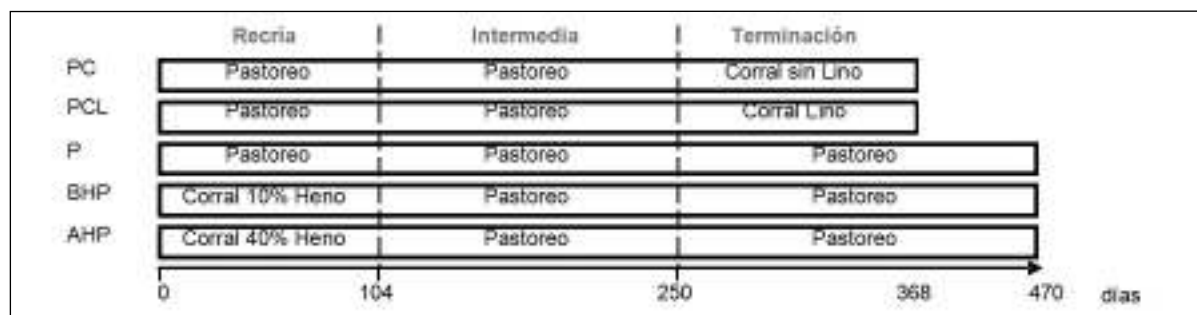 Recría Intermedia Terminación
PC Pastoreo Pastoreo Corral sin Lino
PCL Pastoreo Pastoreo Corral Lino
P Pastoreo Pastoreo Pastoreo
BHP Corral 10% Heno Pastoreo Pastoreo
AHP Corral 40% Heno Pastoreo Pastoreo
0 104 250 368 470 días